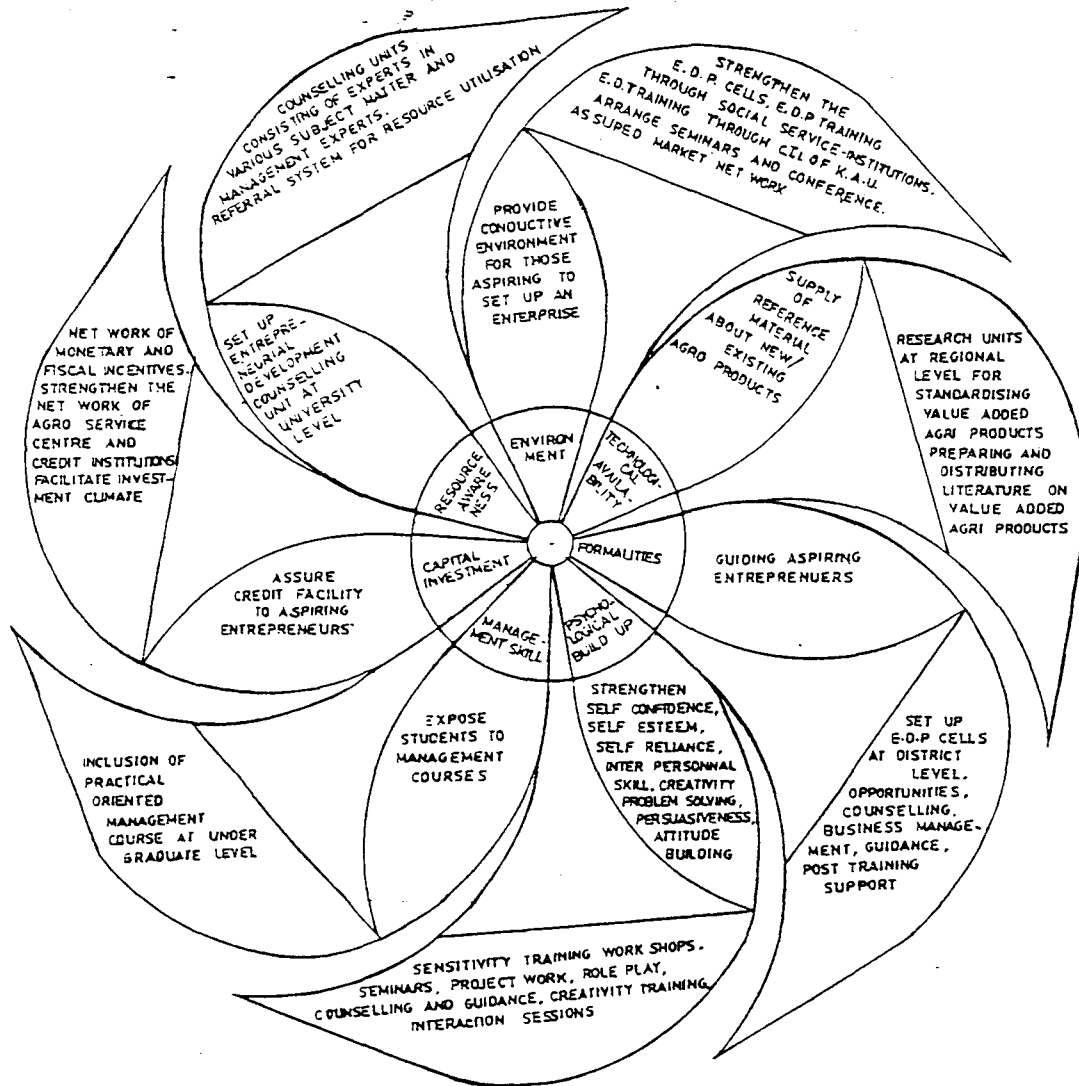 COUNSELLING UNITS
CONSISTING OF EXPERTS IN
VARIOUS SUBJECT MATTER AND
MANAGEMENT EXPERTS.
REFERRAL SYSTEM FOR RESOURCE UTILISATION
STRENGTHEN THE
E.D.P. CELLS, E.D.P TRAINING
THROUGH SOCIAL SERVICE-INSTITUTIONS.
E.D.TRAINING THROUGH CIL OF K.A.U.
ARRANGE SEMINARS AND CONFERENCE.
ASSURED MARKET NET WORK
PROVIDE
CONDUCTIVE
ENVIRONMENT
FOR THOSE
ASPIRING TO
SET UP AN
ENTERPRISE
SUPPLY
OF
REFERENCE
MATERIAL
ABOUT NEW/
EXISTING
AGRO PRODUCTS
RESEARCH UNITS
AT REGIONAL
LEVEL FOR
STANDARDISING
VALUE ADDED
AGRI PRODUCTS
PREPARING AND
DISTRIBUTING
LITERATURE ON
VALUE ADDED
AGRI PRODUCTS
NET WORK OF
MONETARY AND
FISCAL INCENTIVES.
STRENGTHEN THE
NET WORK OF
AGRO SERVICE
CENTRE AND
CREDIT INSTITUTIONS
FACILITATE INVEST-
MENT CLIMATE
SET UP
ENTREPRE-
NEURIAL
DEVELOPMENT
COUNSELLING
UNIT AT
UNIVERSITY
LEVEL
RESOURCE
AWARE
NESS
ENVIRON
MENT
TECHNOLOGI-
CAL
AVAILA-
BILITY
CAPITAL
INVESTMENT
FORMALITIES
MANAGE-
MENT SKILL
PSYCHO-
LOGICAL
BUILD UP
GUIDING ASPIRING
ENTREPRENUERS
ASSURE
CREDIT FACILITY
TO ASPIRING
ENTREPRENEURS
EXPOSE
STUDENTS TO
MANAGEMENT
COURSES
STRENGTHEN
SELF CONFIDENCE,
SELF ESTEEM,
SELF RELIANCE,
INTER PERSONNAL
SKILL, CREATIVITY
PROBLEM SOLVING,
PERSUASIVENESS,
ATTITUDE
BUILDING
SET UP
E.D.P CELLS
AT DISTRICT
LEVEL.
OPPORTUNITIES,
COUNSELLING,
BUSINESS MANAGE-
MENT, GUIDANCE,
POST TRAINING
SUPPORT
INCLUSION OF
PRACTICAL
ORIENTED
MANAGEMENT
COURSE AT UNDER
GRADUATE LEVEL
SENSITIVITY TRAINING WORK SHOPS.
SEMINARS, PROJECT WORK, ROLE PLAY,
COUNSELLING AND GUIDANCE, CREATIVITY TRAINING,
INTERACTION SESSIONS